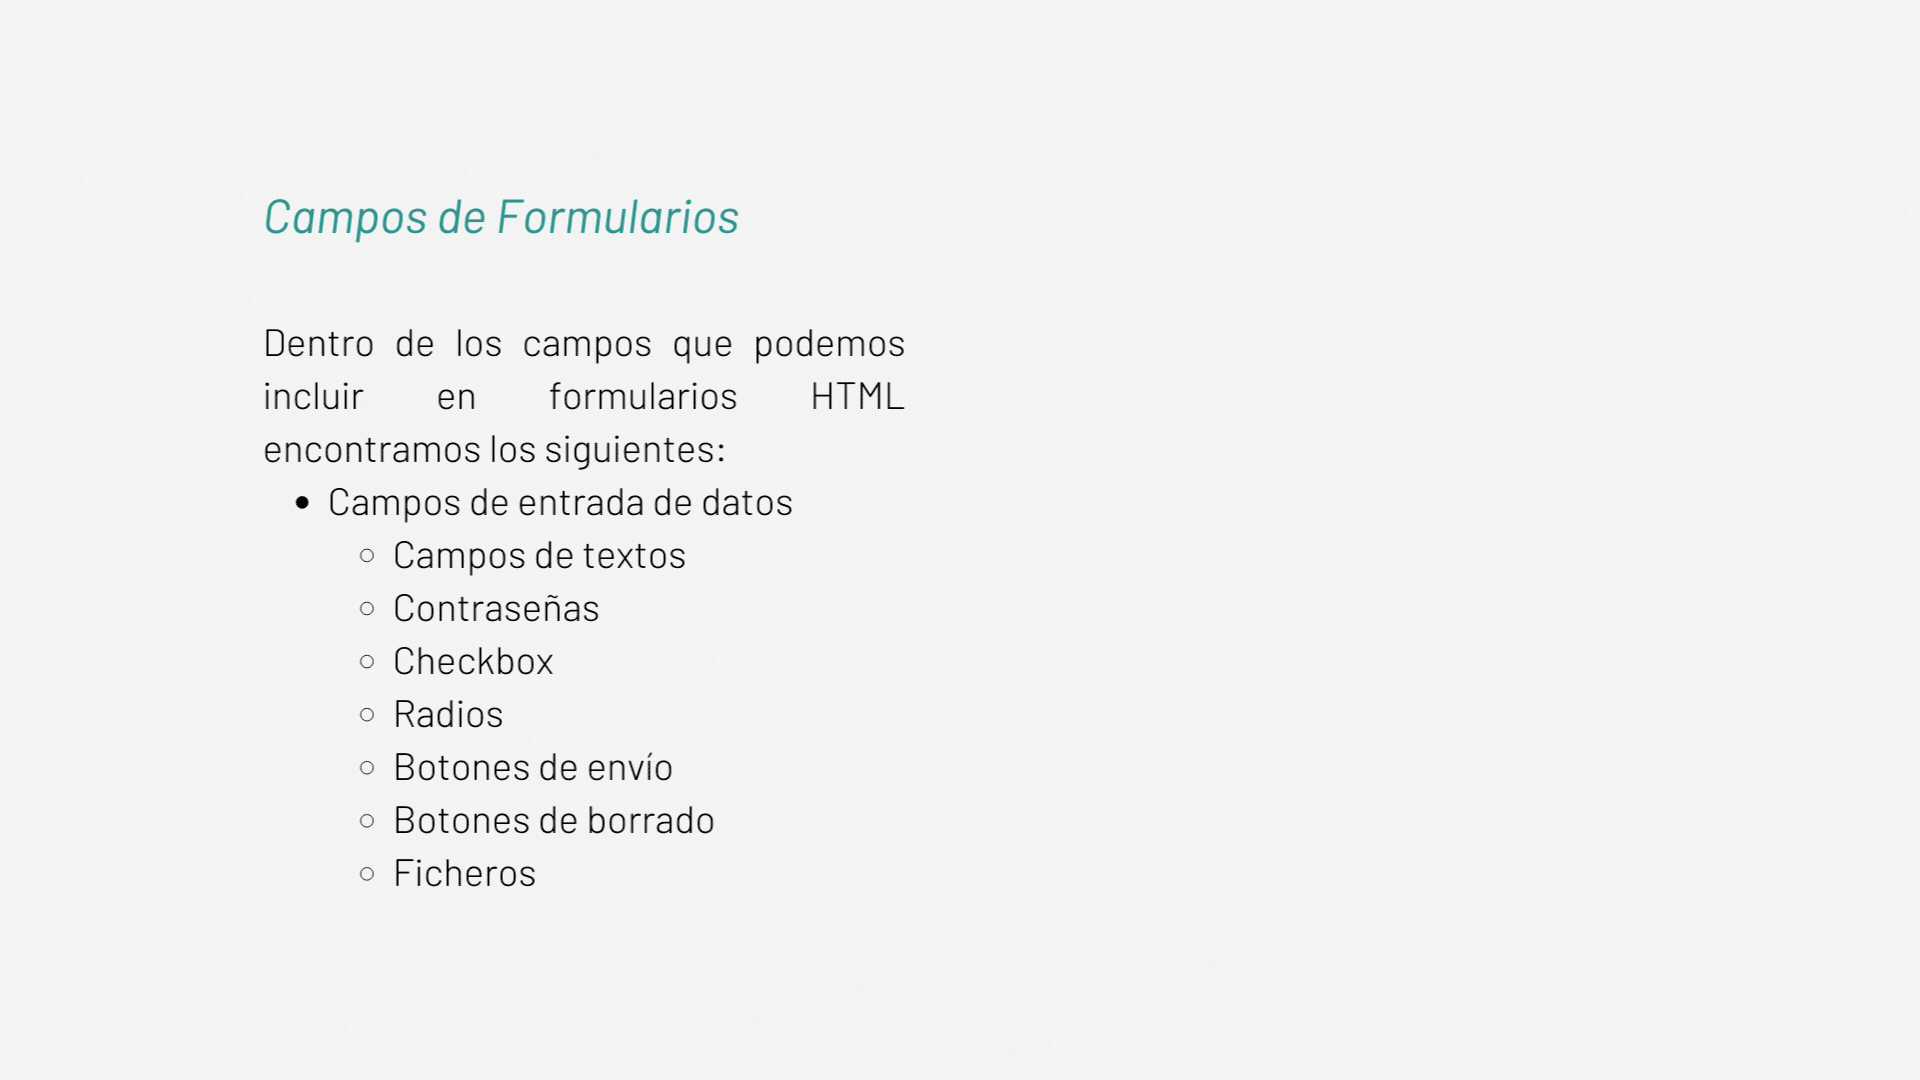 Campos de Formularios
Dentro de los campos que podemos
incluir en formularios HTML
encontramos los siguientes:
• Campos de entrada de datos
○ Campos de textos
○ Contraseñas
○ Checkbox
○ Radios
○ Botones de envío
○ Botones de borrado
○ Ficheros